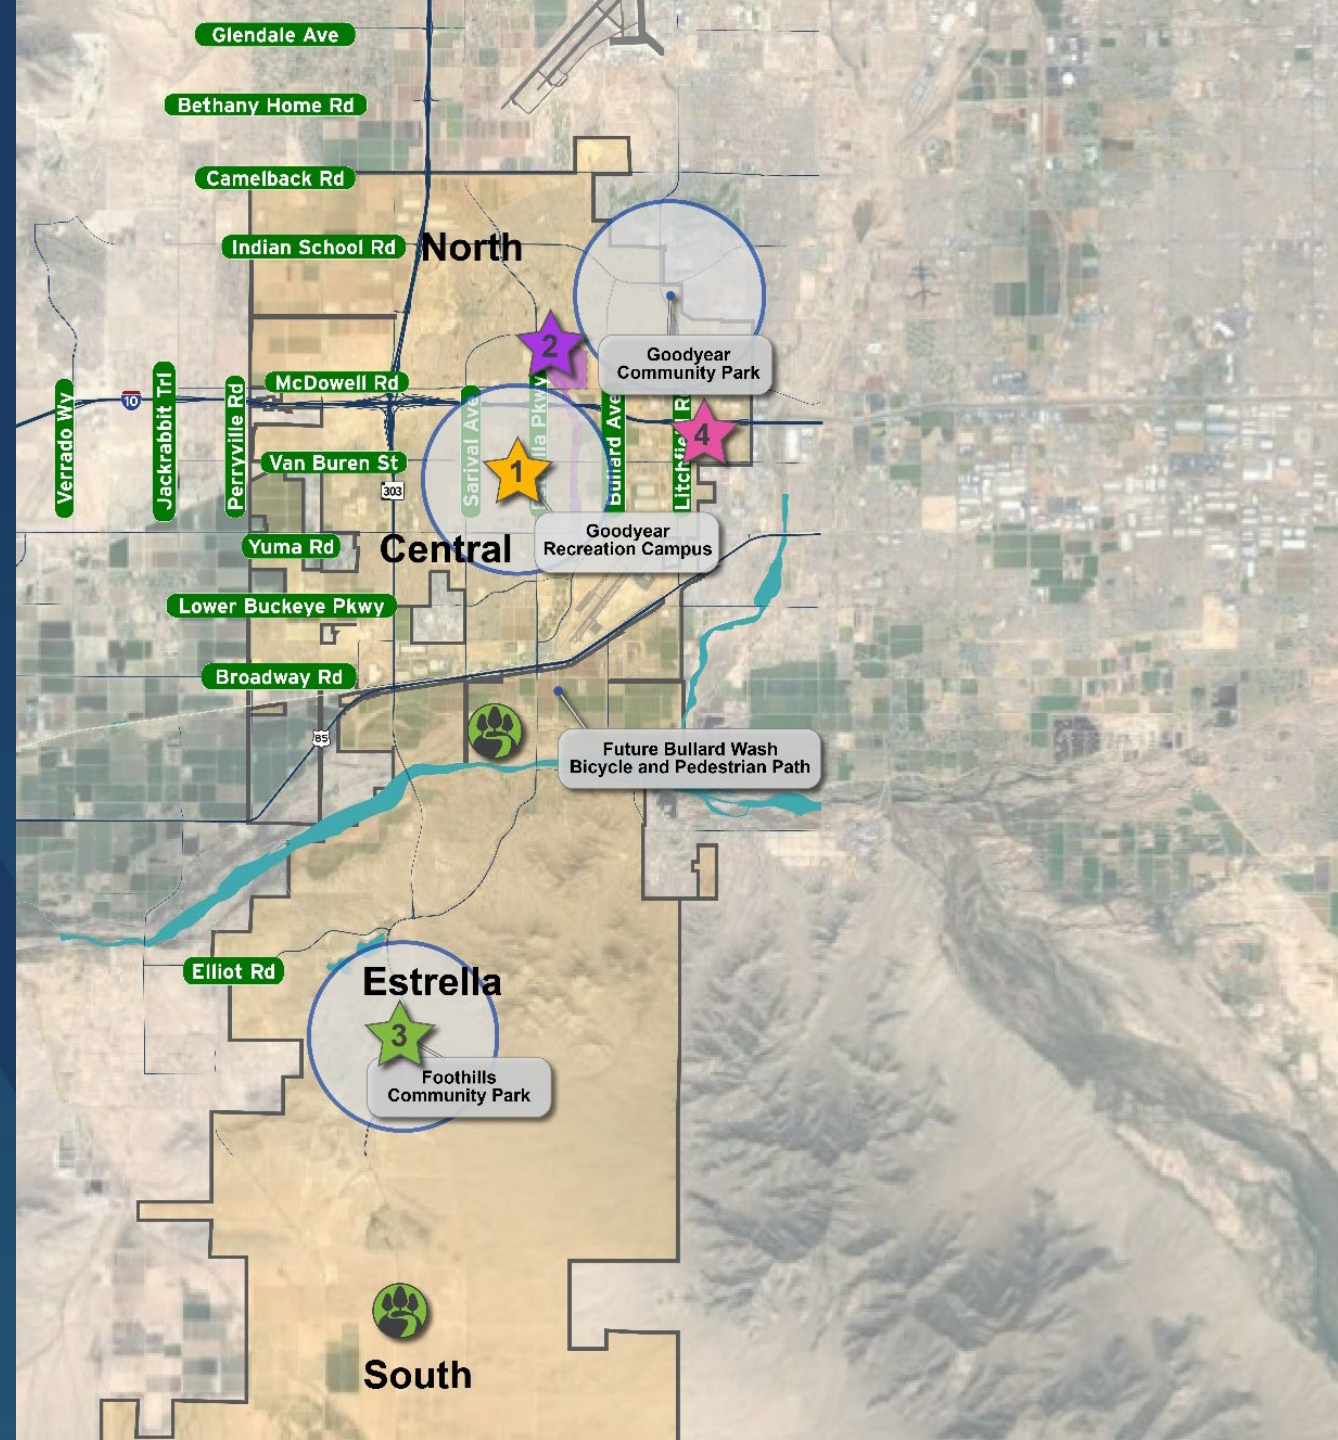 Glendale Ave
Bethany Home Rd
Camelback Rd
Indian School Rd
North
2
Goodyear
Community Park
McDowell Rd
10
Verrado Wy
Jackrabbit Trl
Perryville Rd
Sarival Ave
lla Pkwy
Bullard Ave
Litchfield R
4
Van Buren St
1
303
Goodyear
Recreation Campus
Yuma Rd
Central
Lower Buckeye Pkwy
Broadway Rd
85
Future Bullard Wash
Bicycle and Pedestrian Path
Elliot Rd
Estrella
3
Foothills
Community Park
South